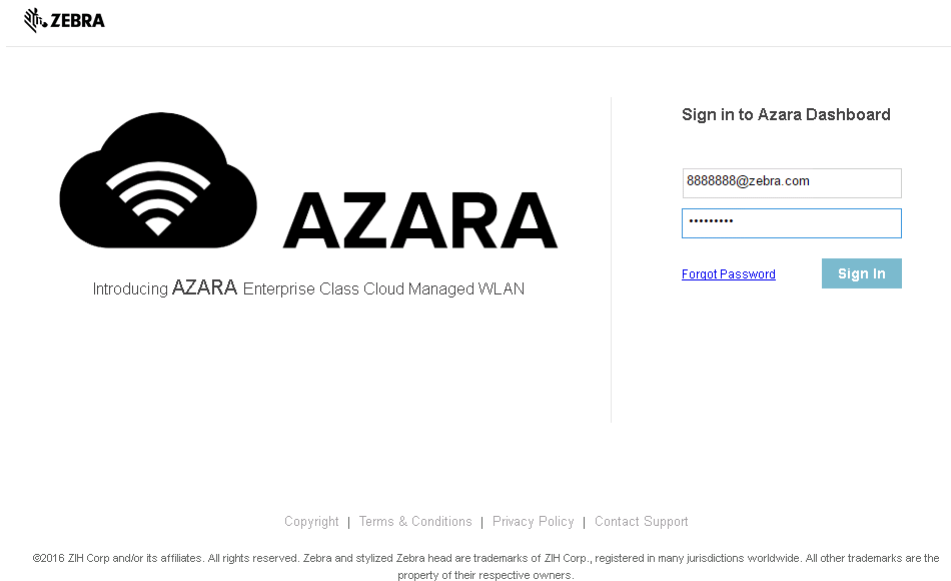 ZEBRA
Sign in to Azara Dashboard
8888888@zebra.com
•••••••••
AZARA
Forgot Password
Sign In
Introducing AZARA Enterprise Class Cloud Managed WLAN
Copyright | Terms & Conditions | Privacy Policy | Contact Support
©2016 ZIH Corp and/or its affiliates. All rights reserved. Zebra and stylized Zebra head are trademarks of ZIH Corp., registered in many jurisdictions worldwide. All other trademarks are the
property of their respective owners.